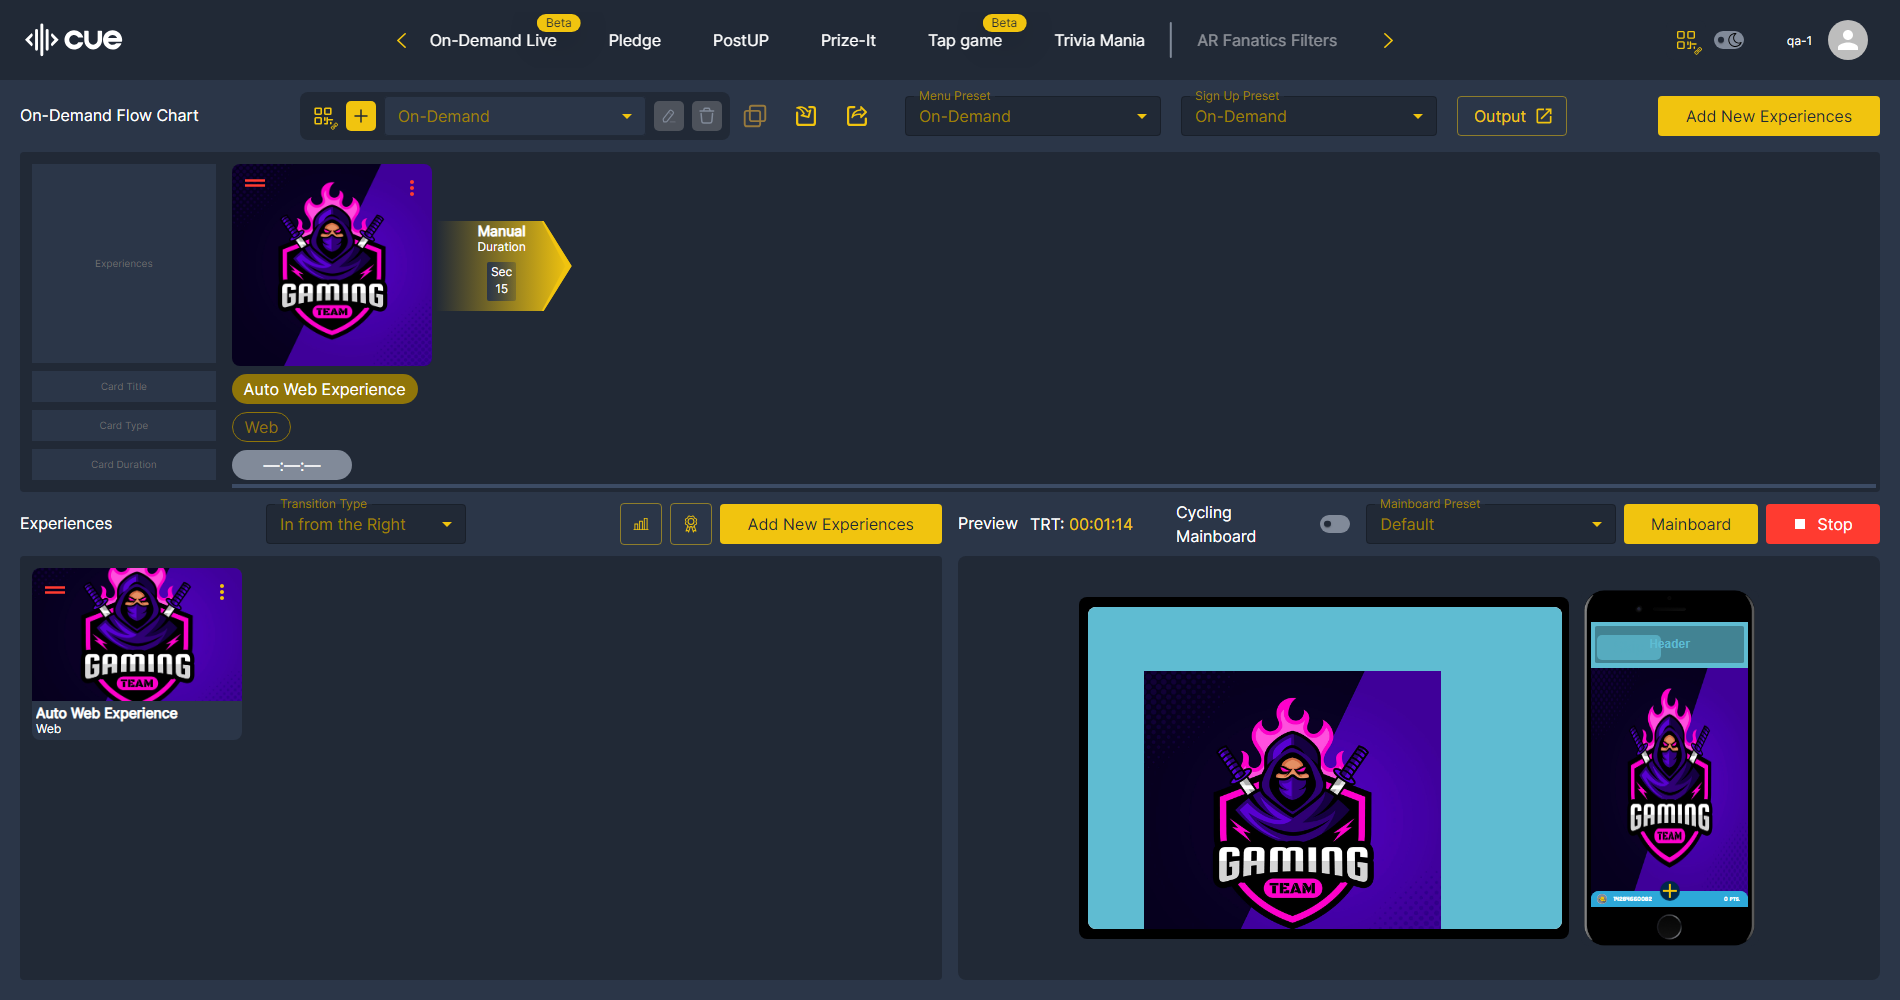 cue
On-Demand Live
Beta
Pledge
PostUP
Prize-It
Tap game
Beta
Trivia Mania
AR Fanatics Filters
qa-1
On-Demand Flow Chart
On-Demand
Menu Preset
On-Demand
Sign Up Preset
On-Demand
Output
Add New Experiences
Experiences
GAMING
TEAM
Manual
Duration
Sec
15
Card Title
Auto Web Experience
Card Type
Web
Card Duration
—:—:—
Experiences
Transition Type
In from the Right
Add New Experiences
Preview
TRT: 00:01:14
Cycling
Mainboard
Mainboard Preset
Default
Mainboard
Stop
GAMING
TEAM
Auto Web Experience
Web
GAMING
TEAM
Header
GAMING
TEAM
0 PTS.